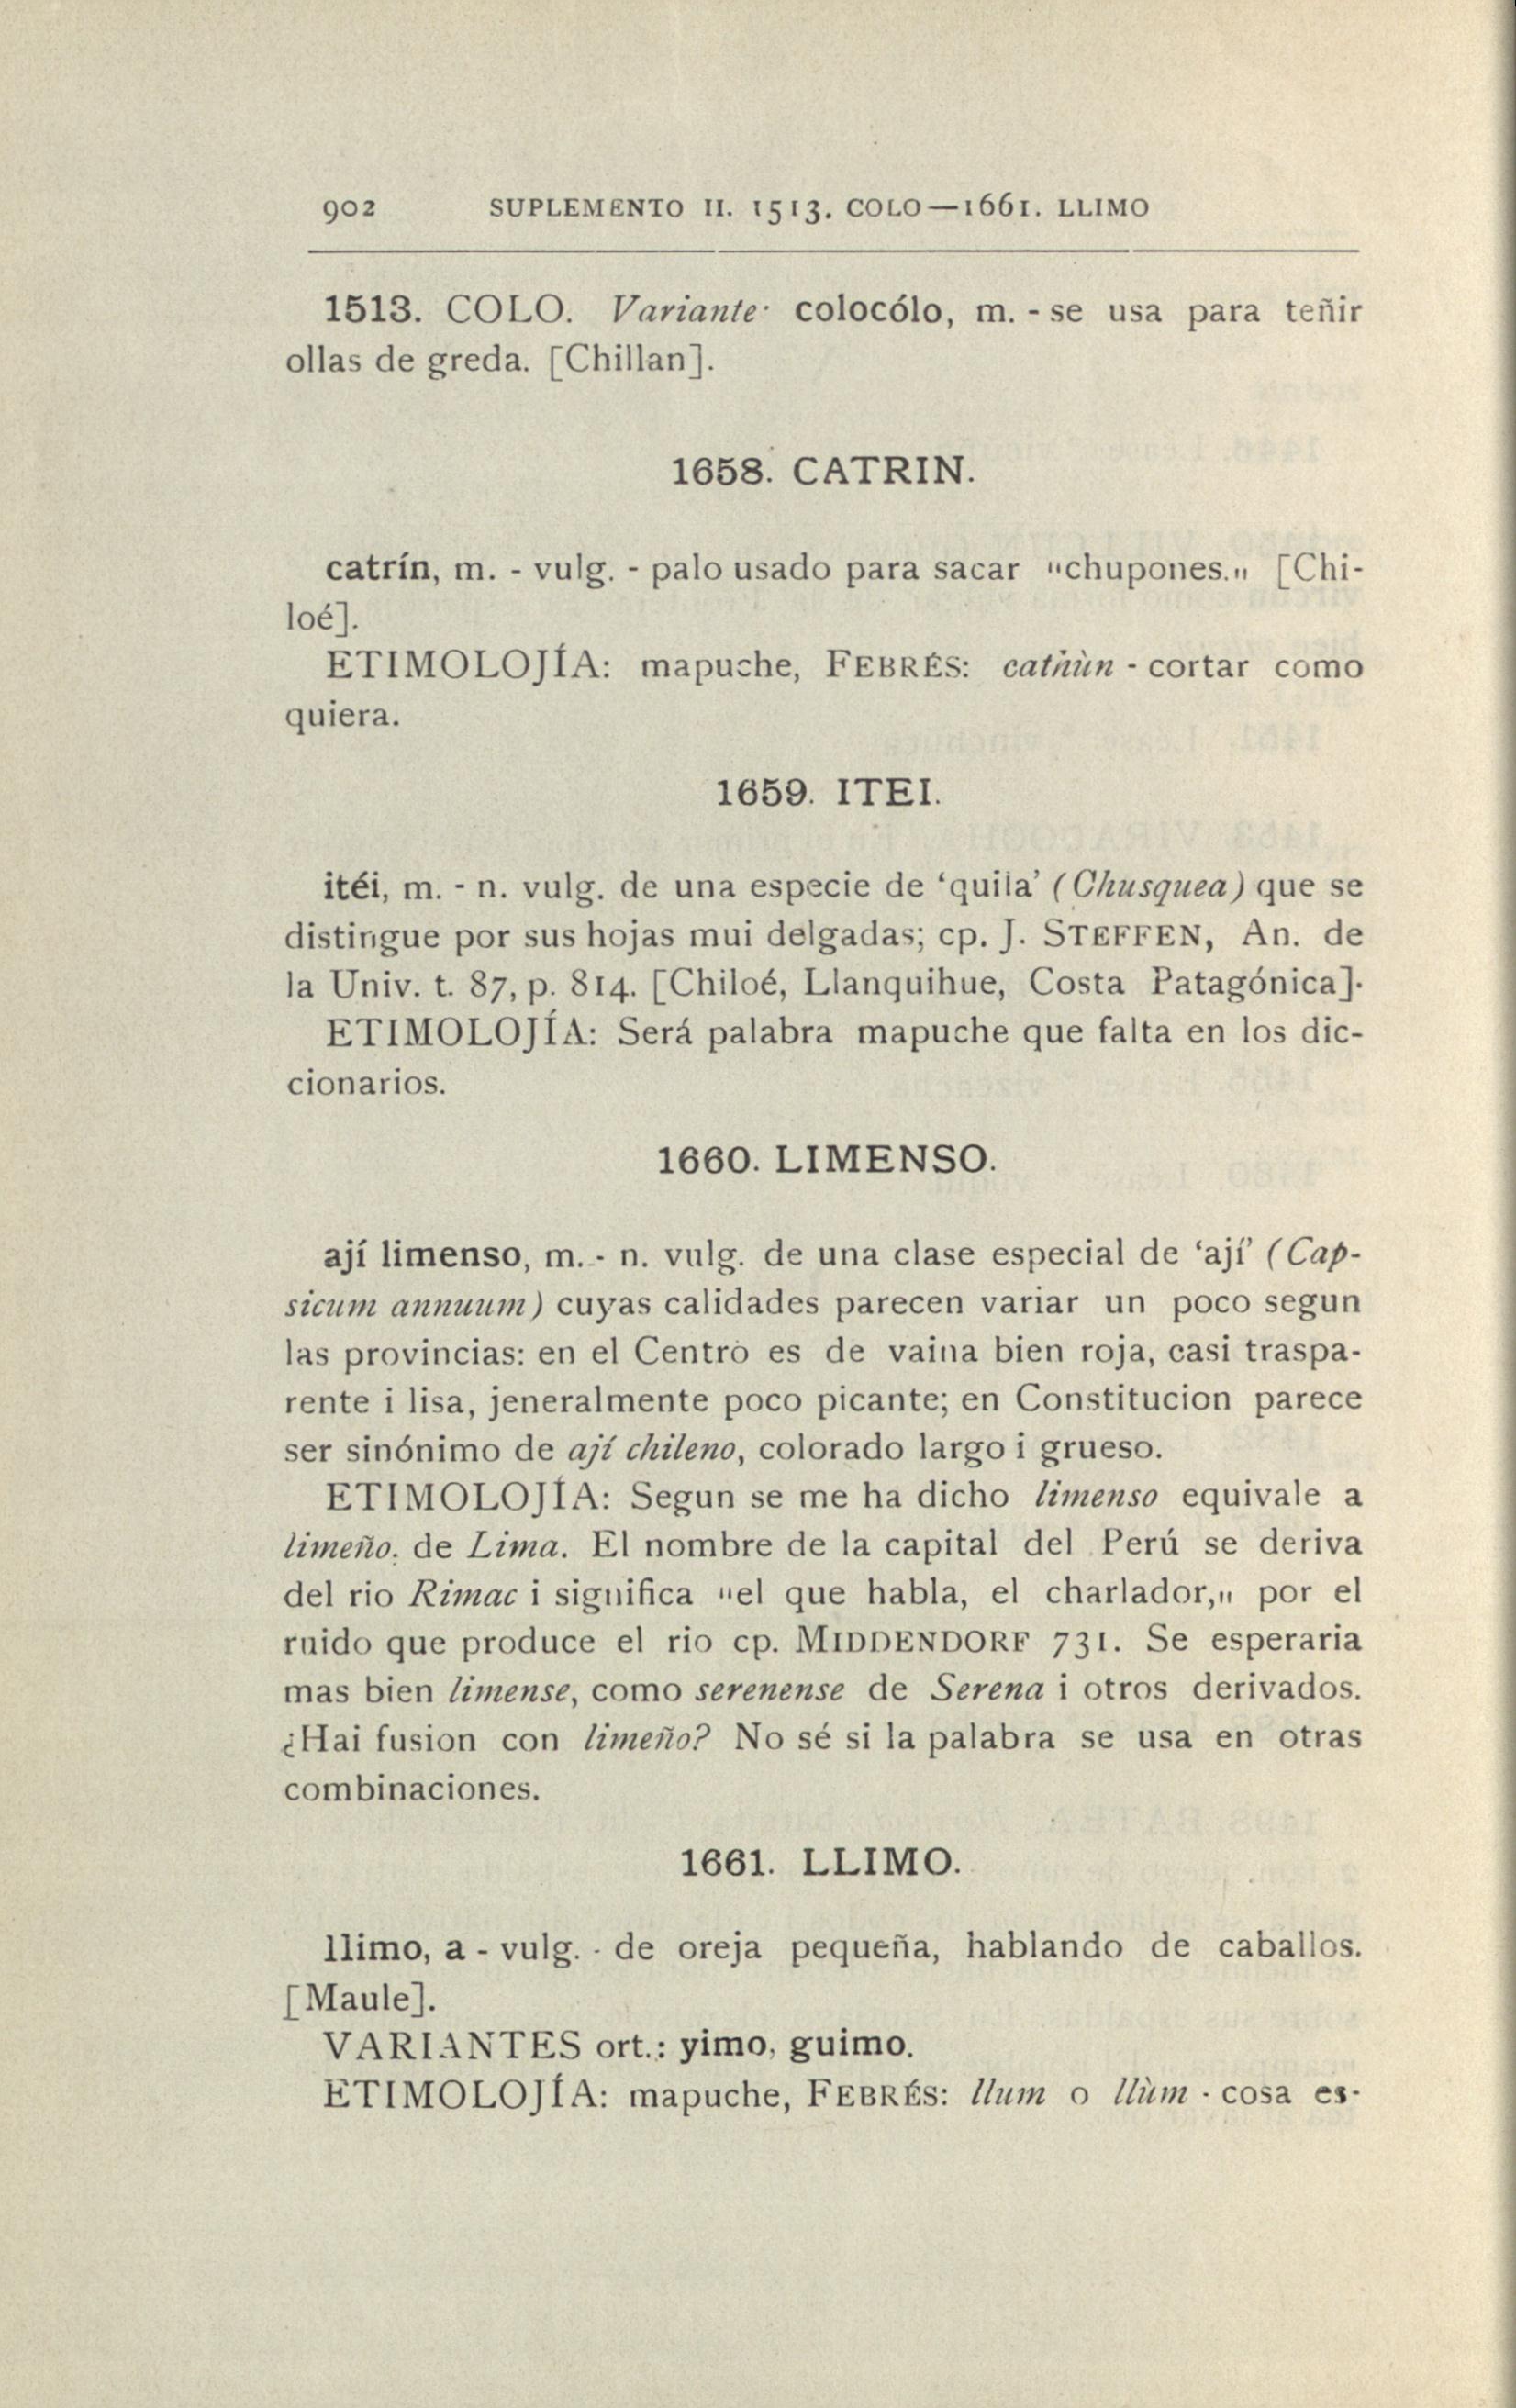 902 SUPLEMENTO II. 1513. COLO—1661. LLIMO
1513. COLO. Variante· colocólo, m. - se usa para teñir
ollas de greda. [Chillan].
1658. CATRIN.
catrín, m. - vulg. - palo usado para sacar "chupones." [Chi-
loé].
ETIMOLOJÍA: mapuche, FEBRÉS: - cortar como
quiera.
1659. ITEI.
itéi, m. - n. vulg. de una especie de ‘quila’ (Chusquea) que se
distingue por sus hojas mui delgadas; cp. J. STEFFEN, An. de
la Univ. t. 87, p. 814. [Chiloé, Llanquihue, Costa Patagónica].
ETIMOLOJÍA: Será palabra mapuche que falta en los dic-
cionarios.
1660. LIMENSO.
ají limenso, m. - n. vulg. de una clase especial de ‘ají’ (Cap-
sicum annuum) cuyas calidades parecen variar un poco segun
las provincias: en el Centro es de vaina bien roja, casi traspa-
rente i lisa, jeneralmente poco picante; en Constitucion parece
ser sinónimo de ají chileno, colorado largo i grueso.
ETIMOLOJÍA: Segun se me ha dicho limenso equivale a
limeño. de Lima. El nombre de la capital del Perú se deriva
del rio Rimac i significa "el que habla, el charlador," por el
ruido que produce el rio cp. MIDDENDORF 731. Se esperaria
mas bien limense, como serenense de Serena i otros derivados.
¿Hai fusion con limeño? No sé si la palabra se usa en otras
combinaciones.
1661. LLIMO.
llimo, a - vulg. - de oreja pequeña, hablando de caballos.
[Maule].
VARIANTES ort.: yimo, guimo.
ETIMOLOJÍA: mapuche, FEBRÉS: llum o llùm - cosa es-